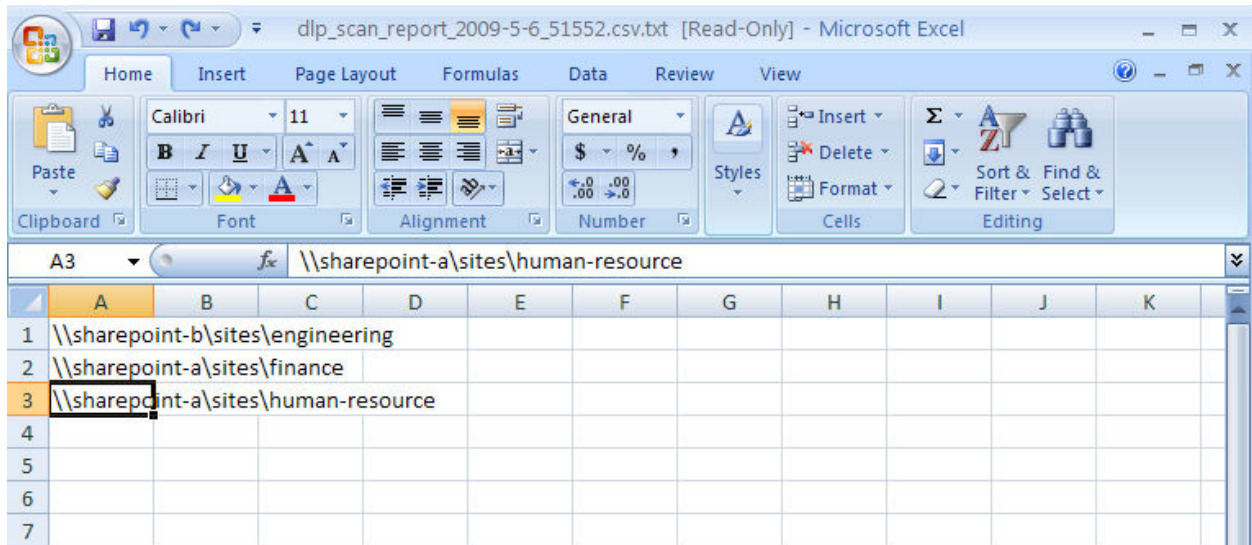 dlp_scan_report_2009-5-6_51552.csv.txt [Read-Only] - Microsoft Excel
Home Insert Page Layout Formulas Data Review View
Calibri 11 General Insert Σ
B I U A A $ % , Delete
Paste Styles Sort & Find &
A .00 .00 Format Filter Select
Clipboard Font Alignment Number Cells Editing
A3 fx \\sharepoint-a\sites\human-resource
A B C D E F G H I J K
1 \\sharepoint-b\sites\engineering
2 \\sharepoint-a\sites\finance
3 \\sharepoint-a\sites\human-resource
4
5
6
7